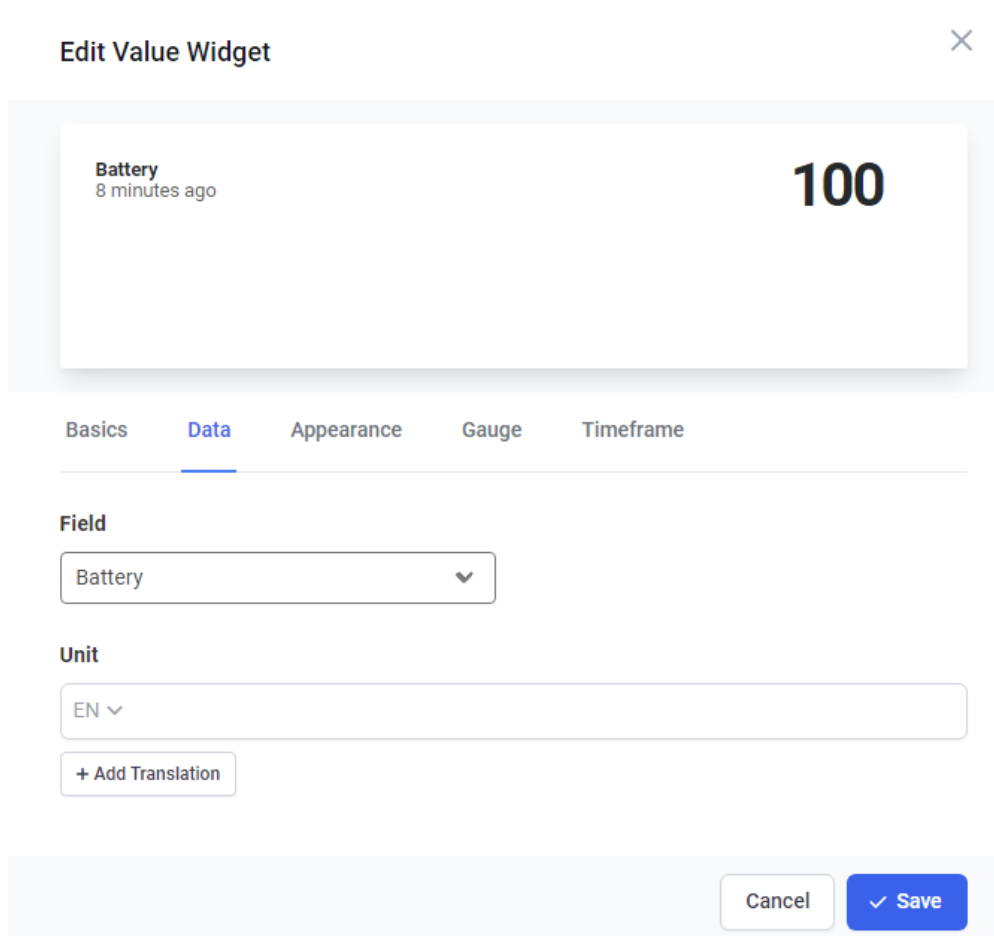 Edit Value Widget
Battery
8 minutes ago
100
Basics Data Appearance Gauge Timeframe
Field
Battery
Unit
EN
+ Add Translation
Cancel Save